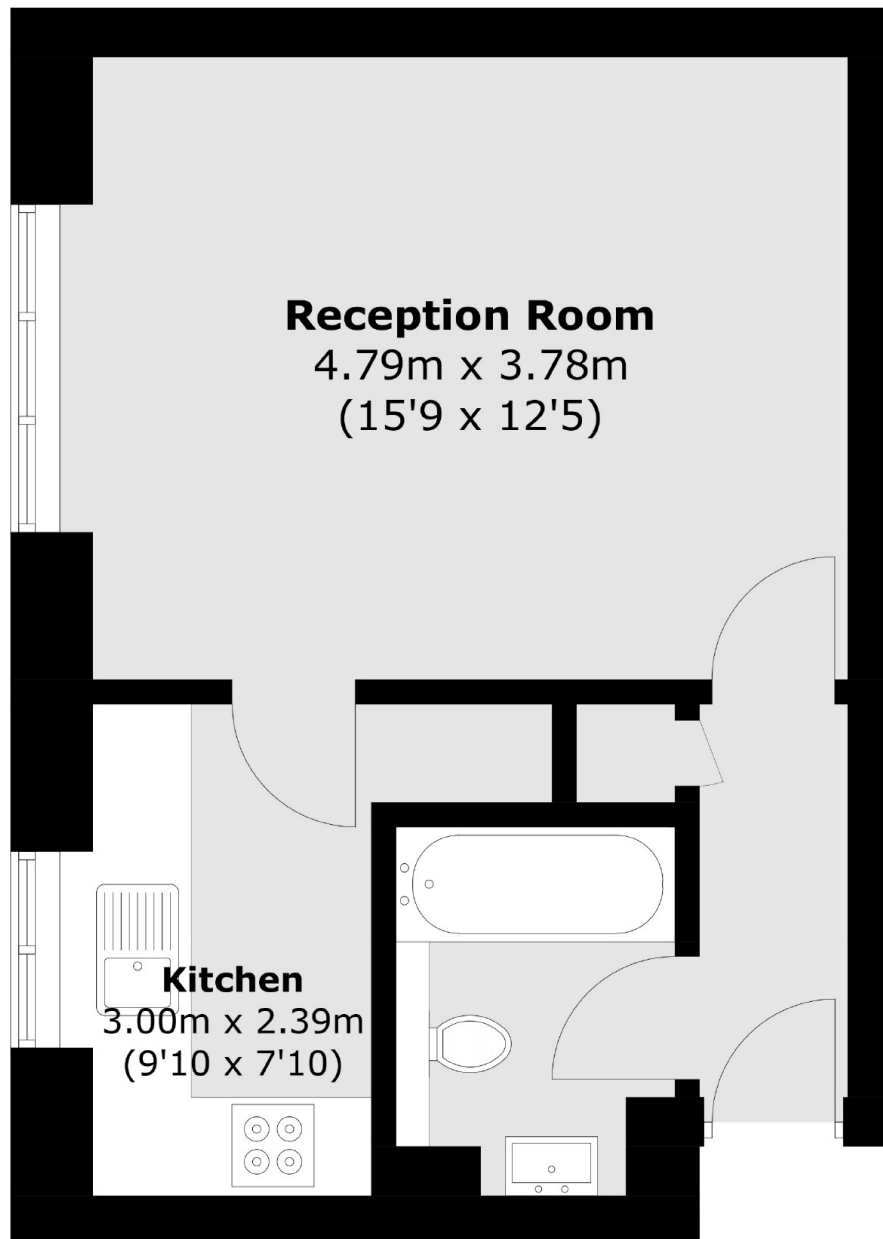 Reception Room
4.79m x 3.78m
(15'9 x 12'5)
Kitchen
3.00m x 2.39m
(9'10 x 7'10)